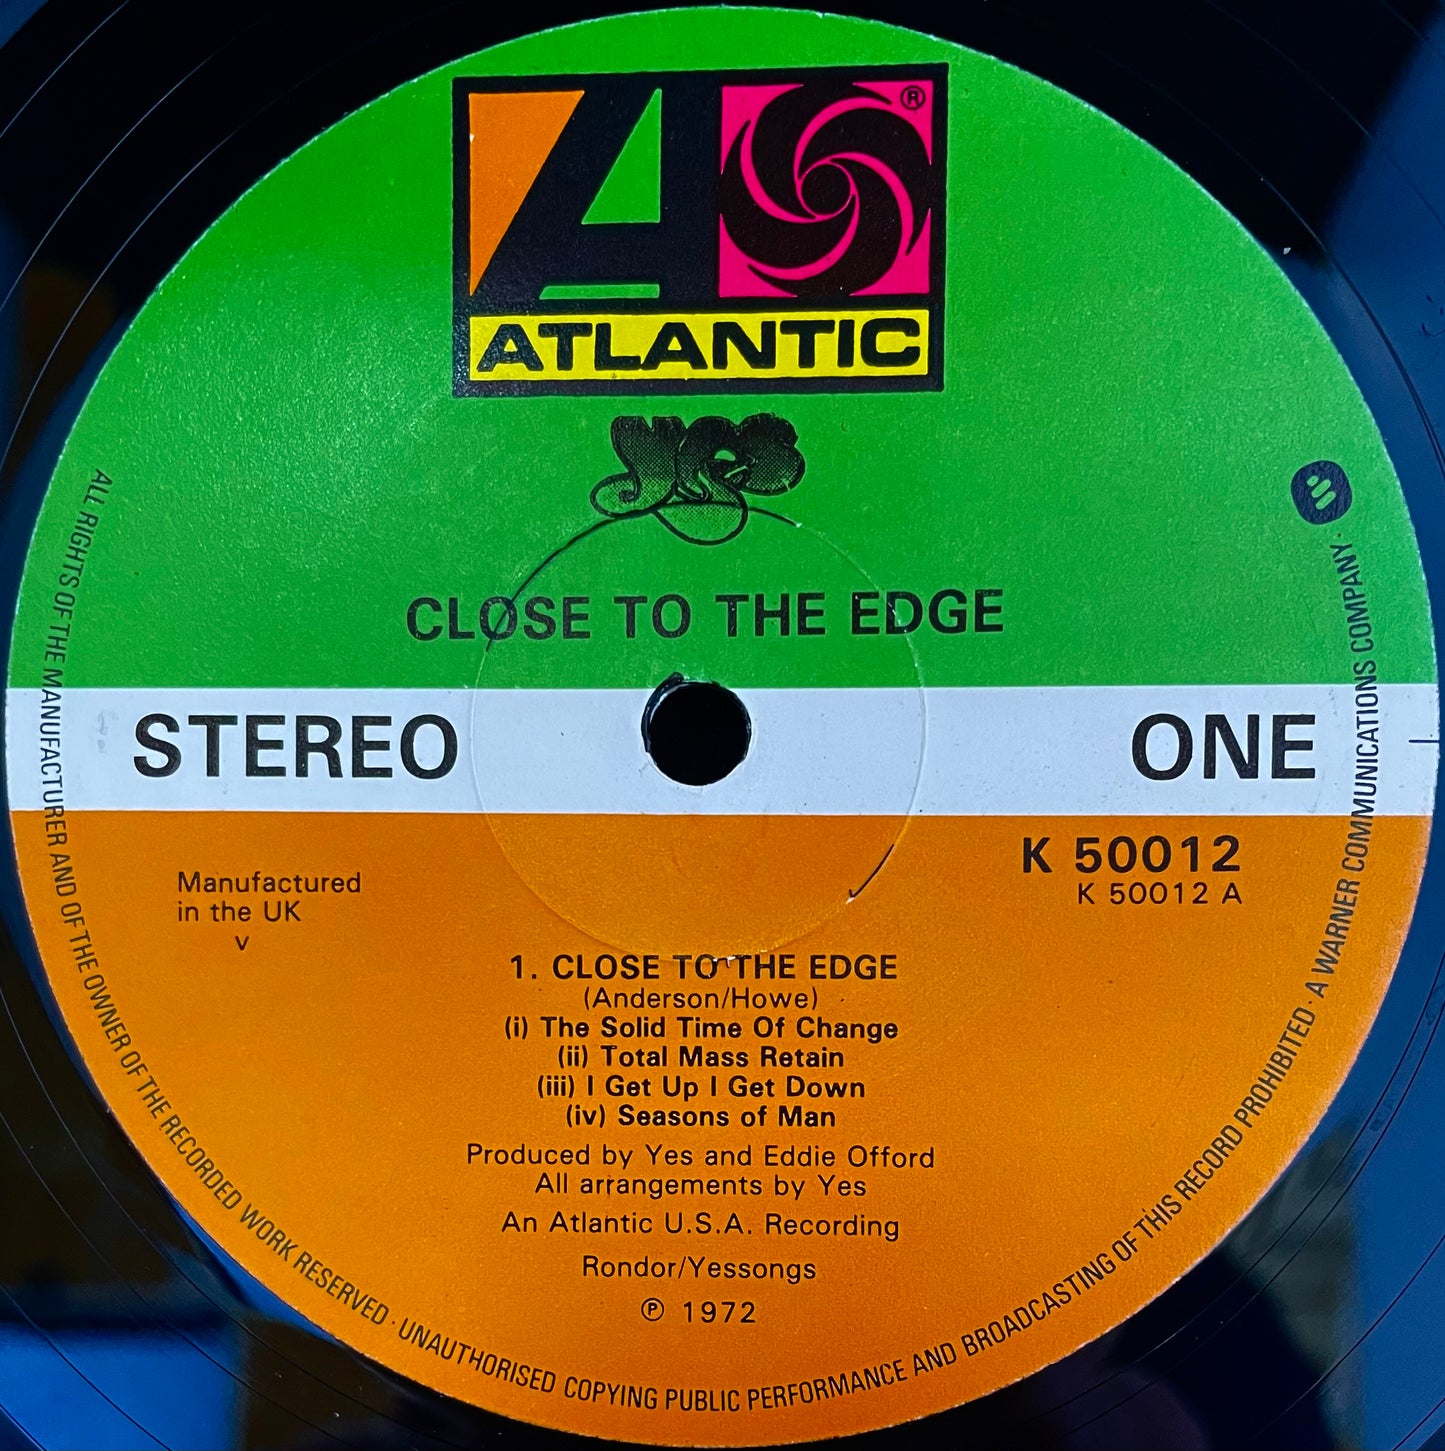 ®
ATLANTIC
YES
CLOSE TO THE EDGE
STEREO
ONE
K 50012
K 50012 A
Manufactured
in the UK
v
1. CLOSE TO THE EDGE
(Anderson/Howe)
(i) The Solid Time Of Change
(ii) Total Mass Retain
(iii) I Get Up I Get Down
(iv) Seasons of Man
Produced by Yes and Eddie Offord
All arrangements by Yes
An Atlantic U.S.A. Recording
Rondor/Yessongs
℗ 1972
ALL RIGHTS OF THE MANUFACTURER AND OF THE OWNER OF THE RECORDED WORK RESERVED · UNAUTHORISED COPYING PUBLIC PERFORMANCE AND BROADCASTING OF THIS RECORD PROHIBITED · A WARNER COMMUNICATIONS COMPANY ·